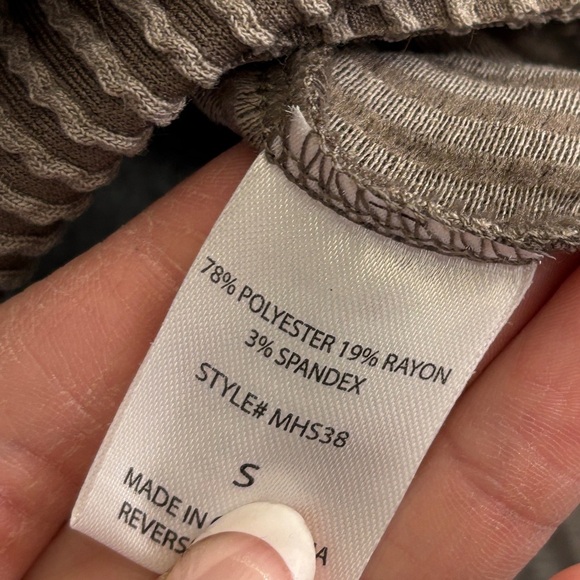 78% POLYESTER 19% RAYON
3% SPANDEX
STYLE# MHS38
S
MADE IN